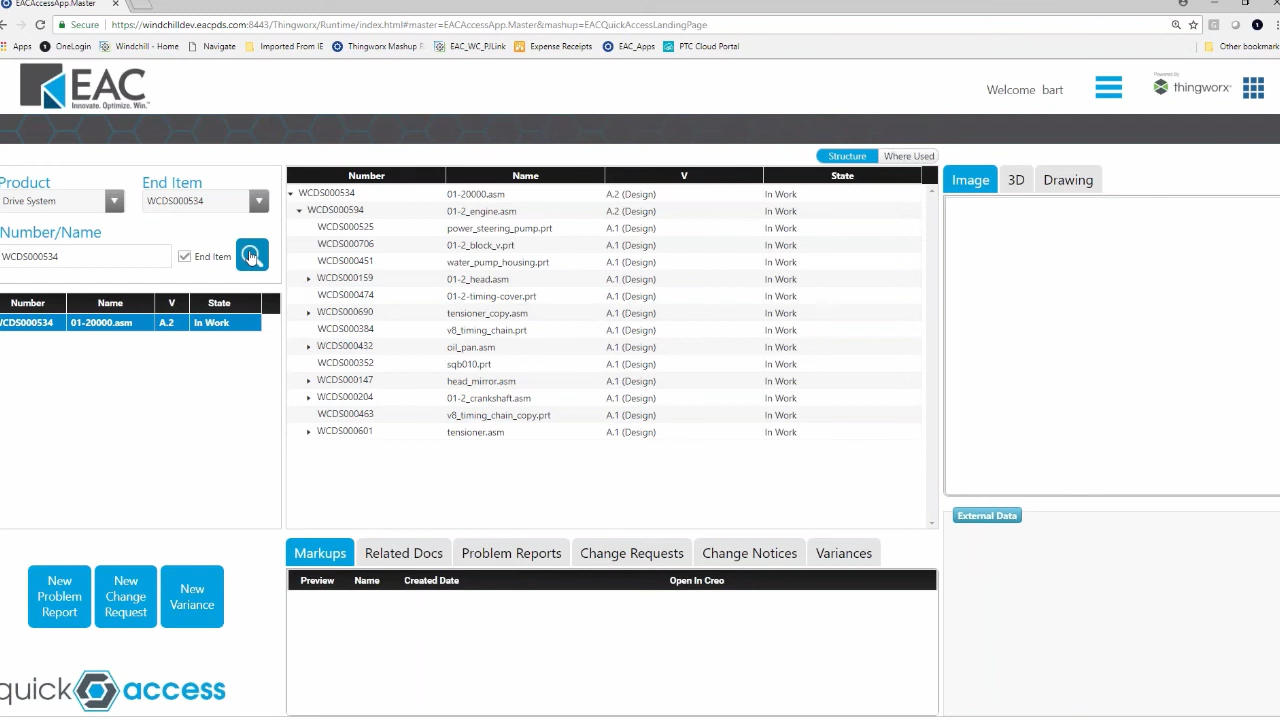 EACAccessApp.Master
Secure https://windchilldev.eacpds.com:8443/Thingworx/Runtime/index.html#master=EACAccessApp.Master&mashup=EACQuickAccessLandingPage
Apps OneLogin Windchill - Home Navigate Imported From IE Thingworx Mashup EAC_WC_PJLink Expense Receipts EAC_Apps PTC Cloud Portal Other bookmark
EAC
Innovate. Optimize. Win.™
Welcome bart
Powered By
thingworx
Structure Where Used
Product End Item
Drive System WCDS000534
Number/Name
WCDS000534 End Item
Number Name V State
WCDS000534 01-20000.asm A.2 In Work
New Problem Report
New Change Request
New Variance
quick access
Number Name V State
WCDS000534 01-20000.asm A.2 (Design) In Work
WCDS000594 01-2_engine.asm A.2 (Design) In Work
WCDS000525 power_steering_pump.prt A.1 (Design) In Work
WCDS000706 01-2_block_v.prt A.1 (Design) In Work
WCDS000451 water_pump_housing.prt A.1 (Design) In Work
WCDS000159 01-2_head.asm A.1 (Design) In Work
WCDS000474 01-2-timing-cover.prt A.1 (Design) In Work
WCDS000690 tensioner_copy.asm A.1 (Design) In Work
WCDS000384 v8_timing_chain.prt A.1 (Design) In Work
WCDS000432 oil_pan.asm A.1 (Design) In Work
WCDS000352 sqb010.prt A.1 (Design) In Work
WCDS000147 head_mirror.asm A.1 (Design) In Work
WCDS000204 01-2_crankshaft.asm A.1 (Design) In Work
WCDS000463 v8_timing_chain_copy.prt A.1 (Design) In Work
WCDS000601 tensioner.asm A.1 (Design) In Work
Markups Related Docs Problem Reports Change Requests Change Notices Variances
Preview Name Created Date Open In Creo
Image 3D Drawing
External Data